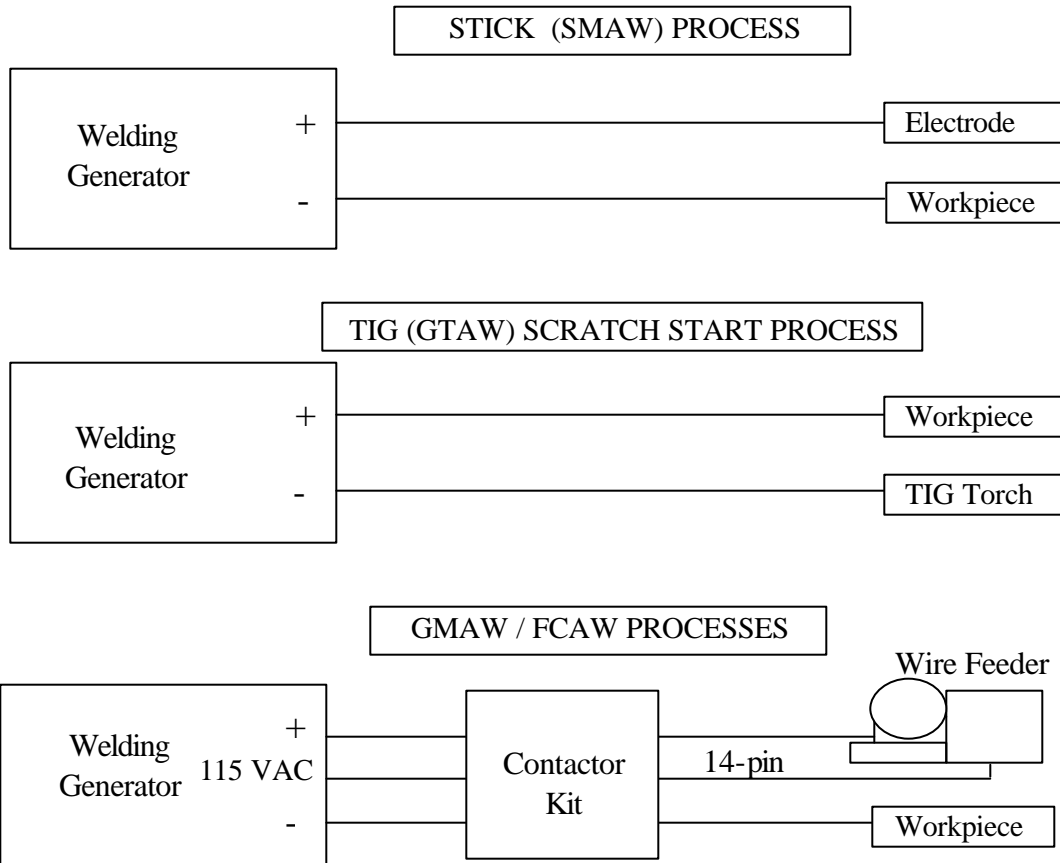 STICK (SMAW) PROCESS
Welding
Generator
+
-
Electrode
Workpiece
TIG (GTAW) SCRATCH START PROCESS
Welding
Generator
+
-
Workpiece
TIG Torch
GMAW / FCAW PROCESSES
Welding
Generator
+
115 VAC
-
Contactor
Kit
14-pin
Wire Feeder
Workpiece